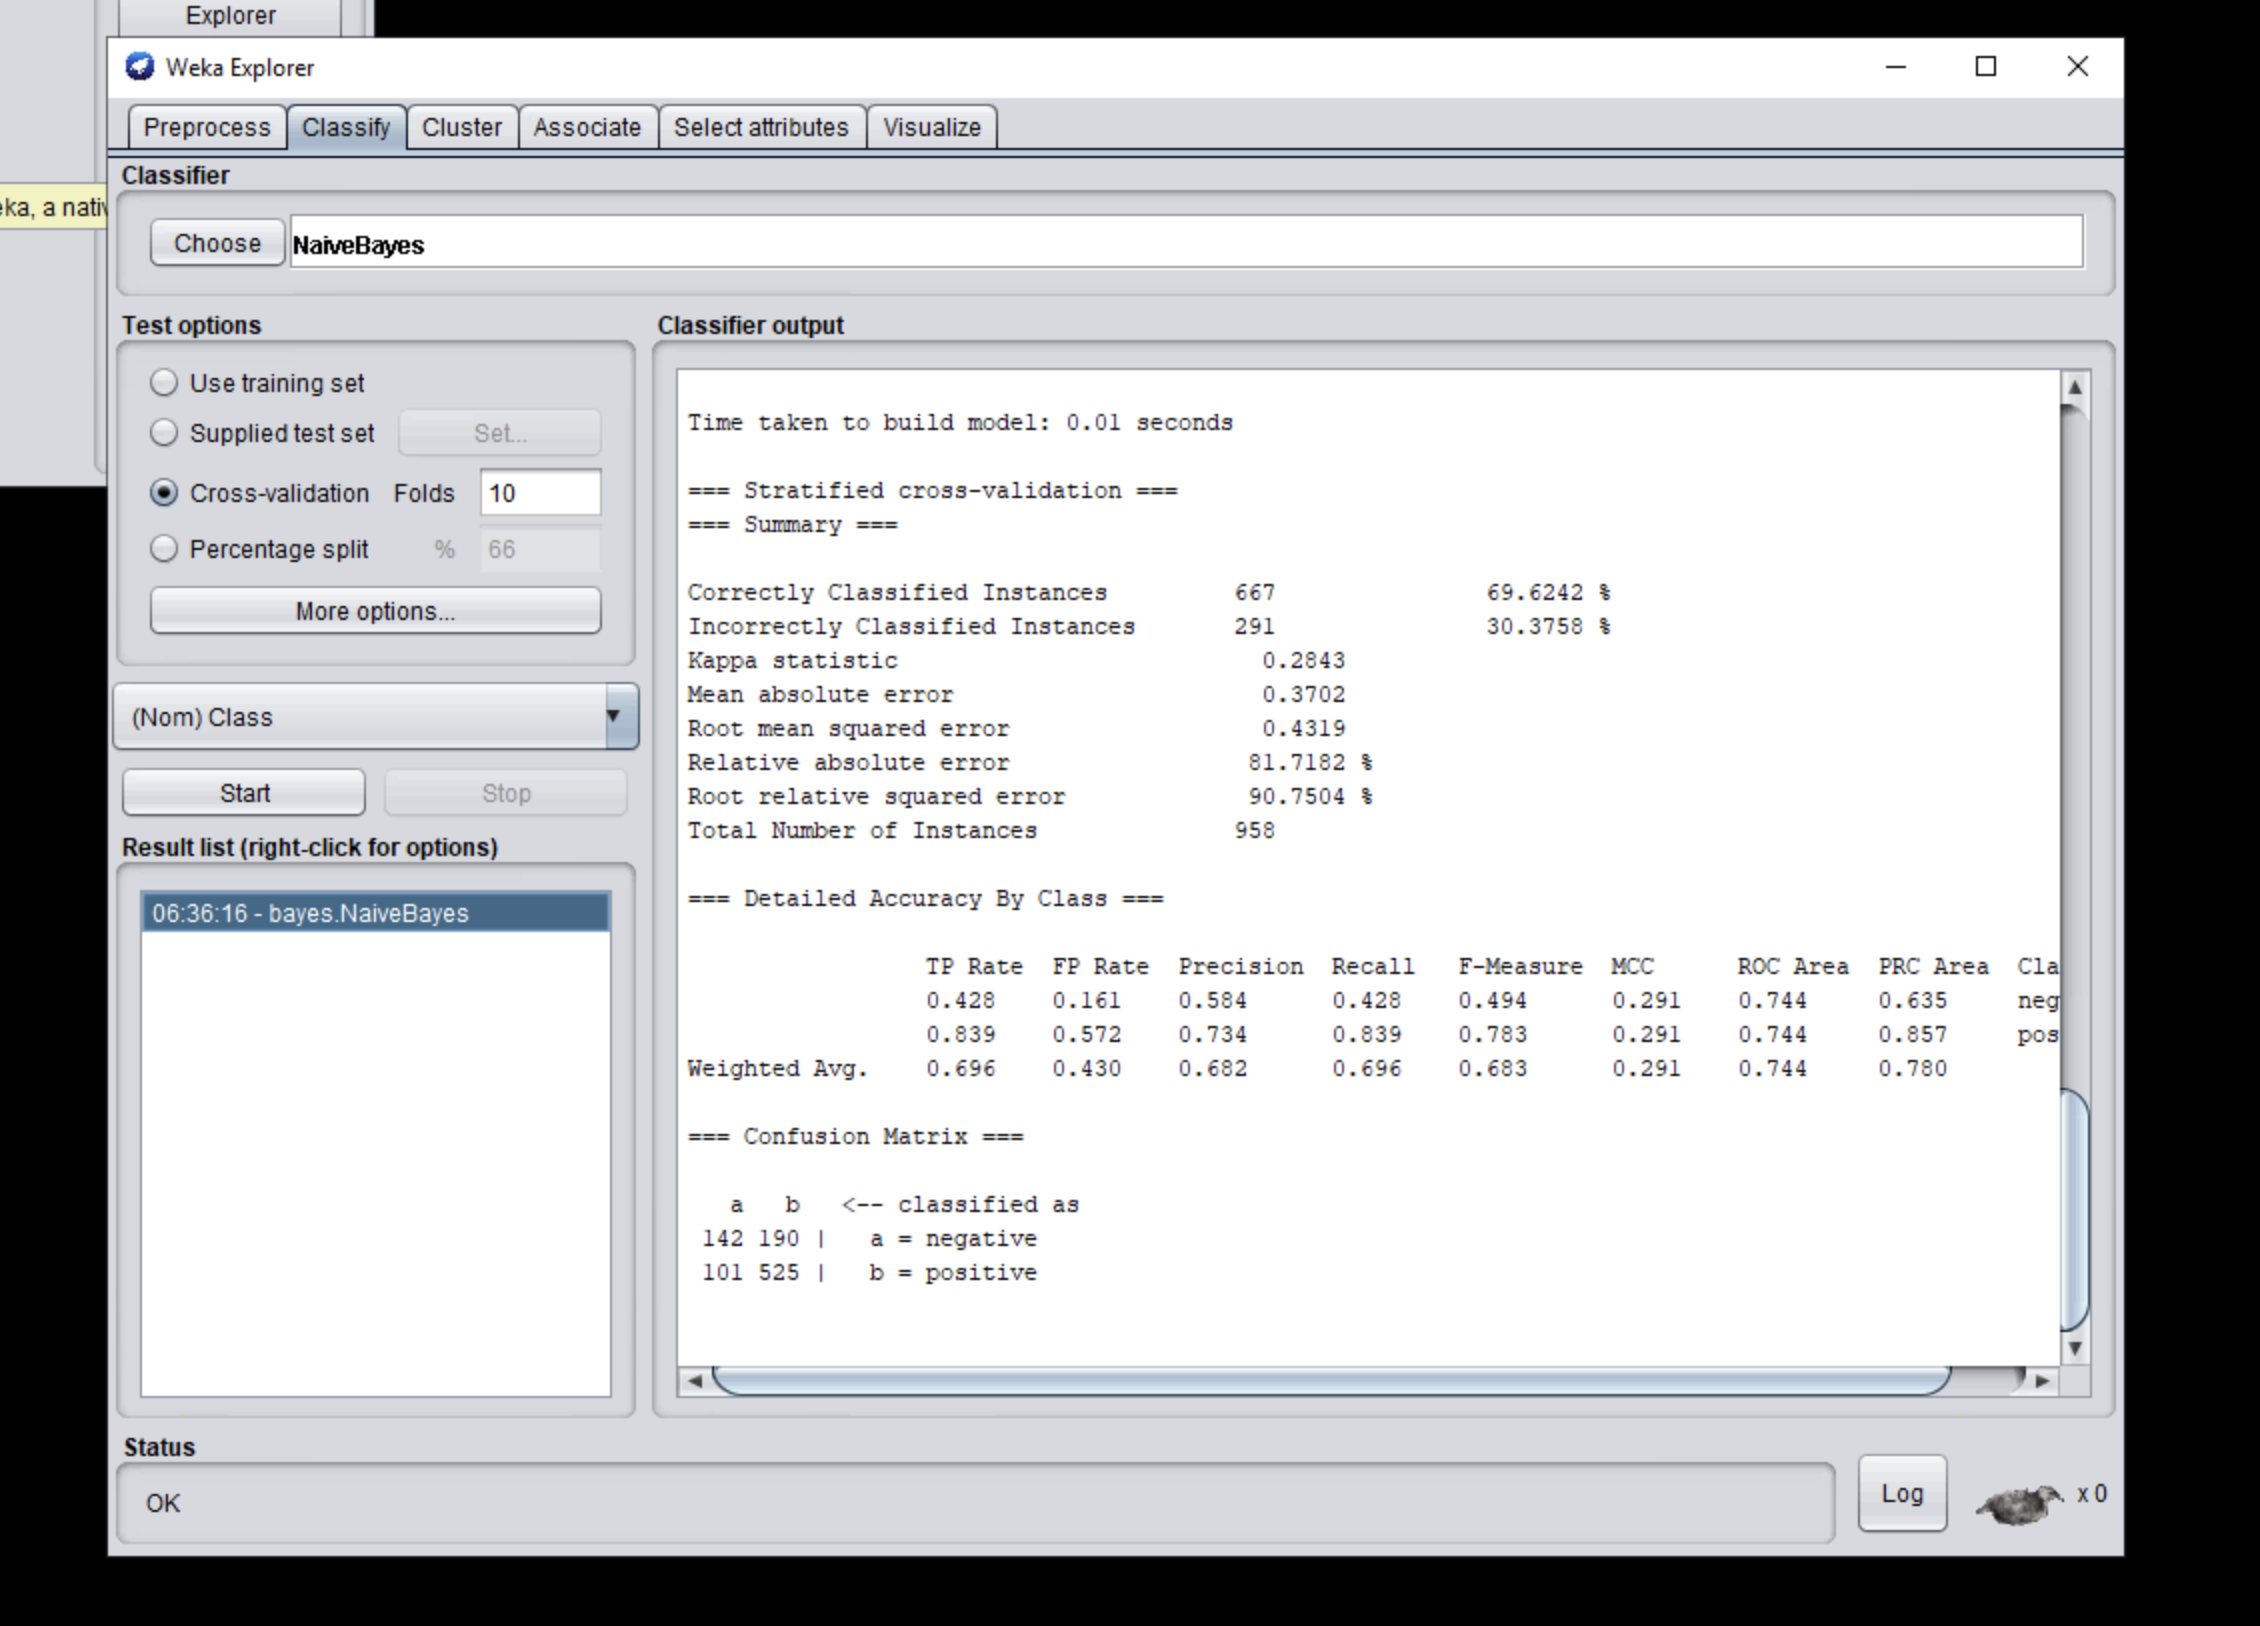 Explorer
Weka Explorer
Preprocess Classify Cluster Associate Select attributes Visualize
Classifier
a nativ
Choose NaiveBayes
Test options
Use training set
Supplied test set Set...
Cross-validation Folds 10
Percentage split % 66
More options...
(Nom) Class
Start Stop
Result list (right-click for options)
06:36:16 - bayes.NaiveBayes
Classifier output
Time taken to build model: 0.01 seconds
=== Stratified cross-validation ===
=== Summary ===
Correctly Classified Instances 667 69.6242 %
Incorrectly Classified Instances 291 30.3758 %
Kappa statistic 0.2843
Mean absolute error 0.3702
Root mean squared error 0.4319
Relative absolute error 81.7182 %
Root relative squared error 90.7504 %
Total Number of Instances 958
=== Detailed Accuracy By Class ===
TP Rate FP Rate Precision Recall F-Measure MCC ROC Area PRC Area Cla
0.428 0.161 0.584 0.428 0.494 0.291 0.744 0.635 neg
0.839 0.572 0.734 0.839 0.783 0.291 0.744 0.857 pos
Weighted Avg. 0.696 0.430 0.682 0.696 0.683 0.291 0.744 0.780
=== Confusion Matrix ===
a b <-- classified as
142 190 | a = negative
101 525 | b = positive
Status
OK
Log x 0